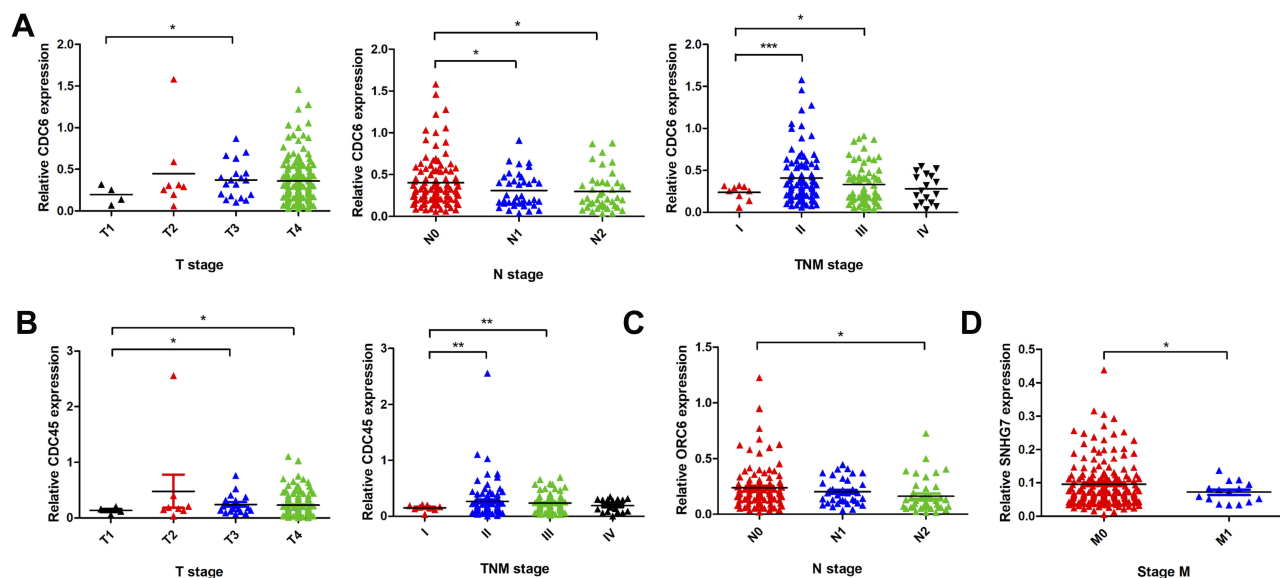 A
Relative CDC6 expression
2.0
1.5
1.0
0.5
0.0
*
T1
T2
T3
T4
T stage
Relative CDC6 expression
2.0
1.5
1.0
0.5
0.0
*
*
N0
N1
N2
N stage
Relative CDC6 expression
2.0
1.5
1.0
0.5
0.0
*
***
I
II
III
IV
TNM stage
B
Relative CDC45 expression
3
2
1
0
*
*
T1
T2
T3
T4
T stage
Relative CDC45 expression
3
2
1
0
**
**
I
II
III
IV
TNM stage
C
Relative ORC6 expression
1.5
1.0
0.5
0.0
*
N0
N1
N2
N stage
D
Relative SNHG7 expression
0.5
0.4
0.3
0.2
0.1
0.0
*
M0
M1
Stage M